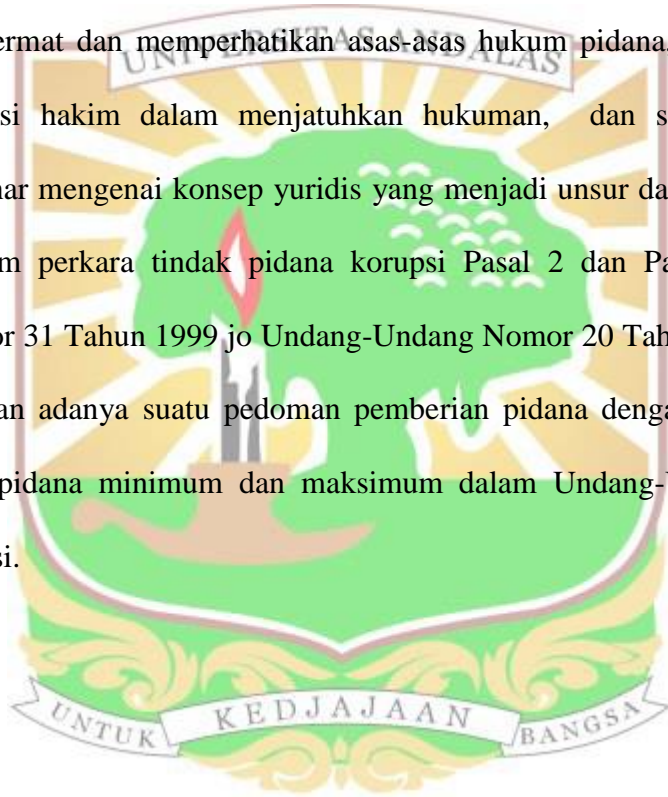 ermat dan memperhatikan asas-asas hukum pidana.
UNIVERSITAS ANDALAS
si hakim dalam menjatuhkan hukuman, dan s
nar mengenai konsep yuridis yang menjadi unsur da
m perkara tindak pidana korupsi Pasal 2 dan Pa
or 31 Tahun 1999 jo Undang-Undang Nomor 20 Tah
an adanya suatu pedoman pemberian pidana denga
pidana minimum dan maksimum dalam Undang-
si.
UNTUK KEDJAJAAN BANGSA